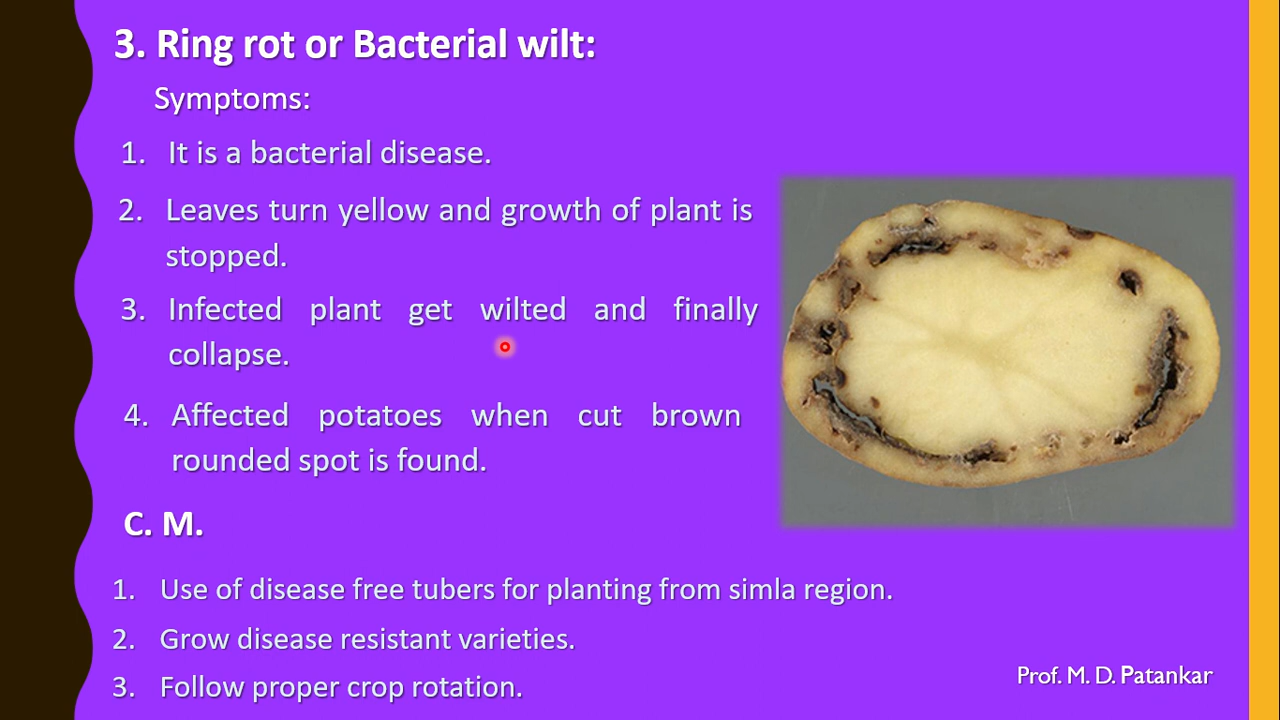 3. Ring rot or Bacterial wilt:
Symptoms:
1. It is a bacterial disease.
2. Leaves turn yellow and growth of plant is
stopped.
3. Infected plant get wilted and finally
collapse.
4. Affected potatoes when cut brown
rounded spot is found.
C. M.
1. Use of disease free tubers for planting from simla region.
2. Grow disease resistant varieties.
3. Follow proper crop rotation.
Prof. M. D. Patankar